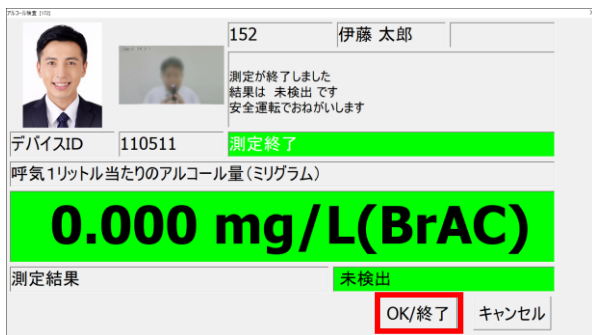 アルコール検査 [152]
152
伊藤 太郎
測定が終了しました
結果は 未検出 です
安全運転でおねがいします
デバイスID
110511
測定終了
呼気1リットル当たりのアルコール量(ミリグラム)
0.000 mg/L(BrAC)
測定結果
未検出
OK/終了
キャンセル